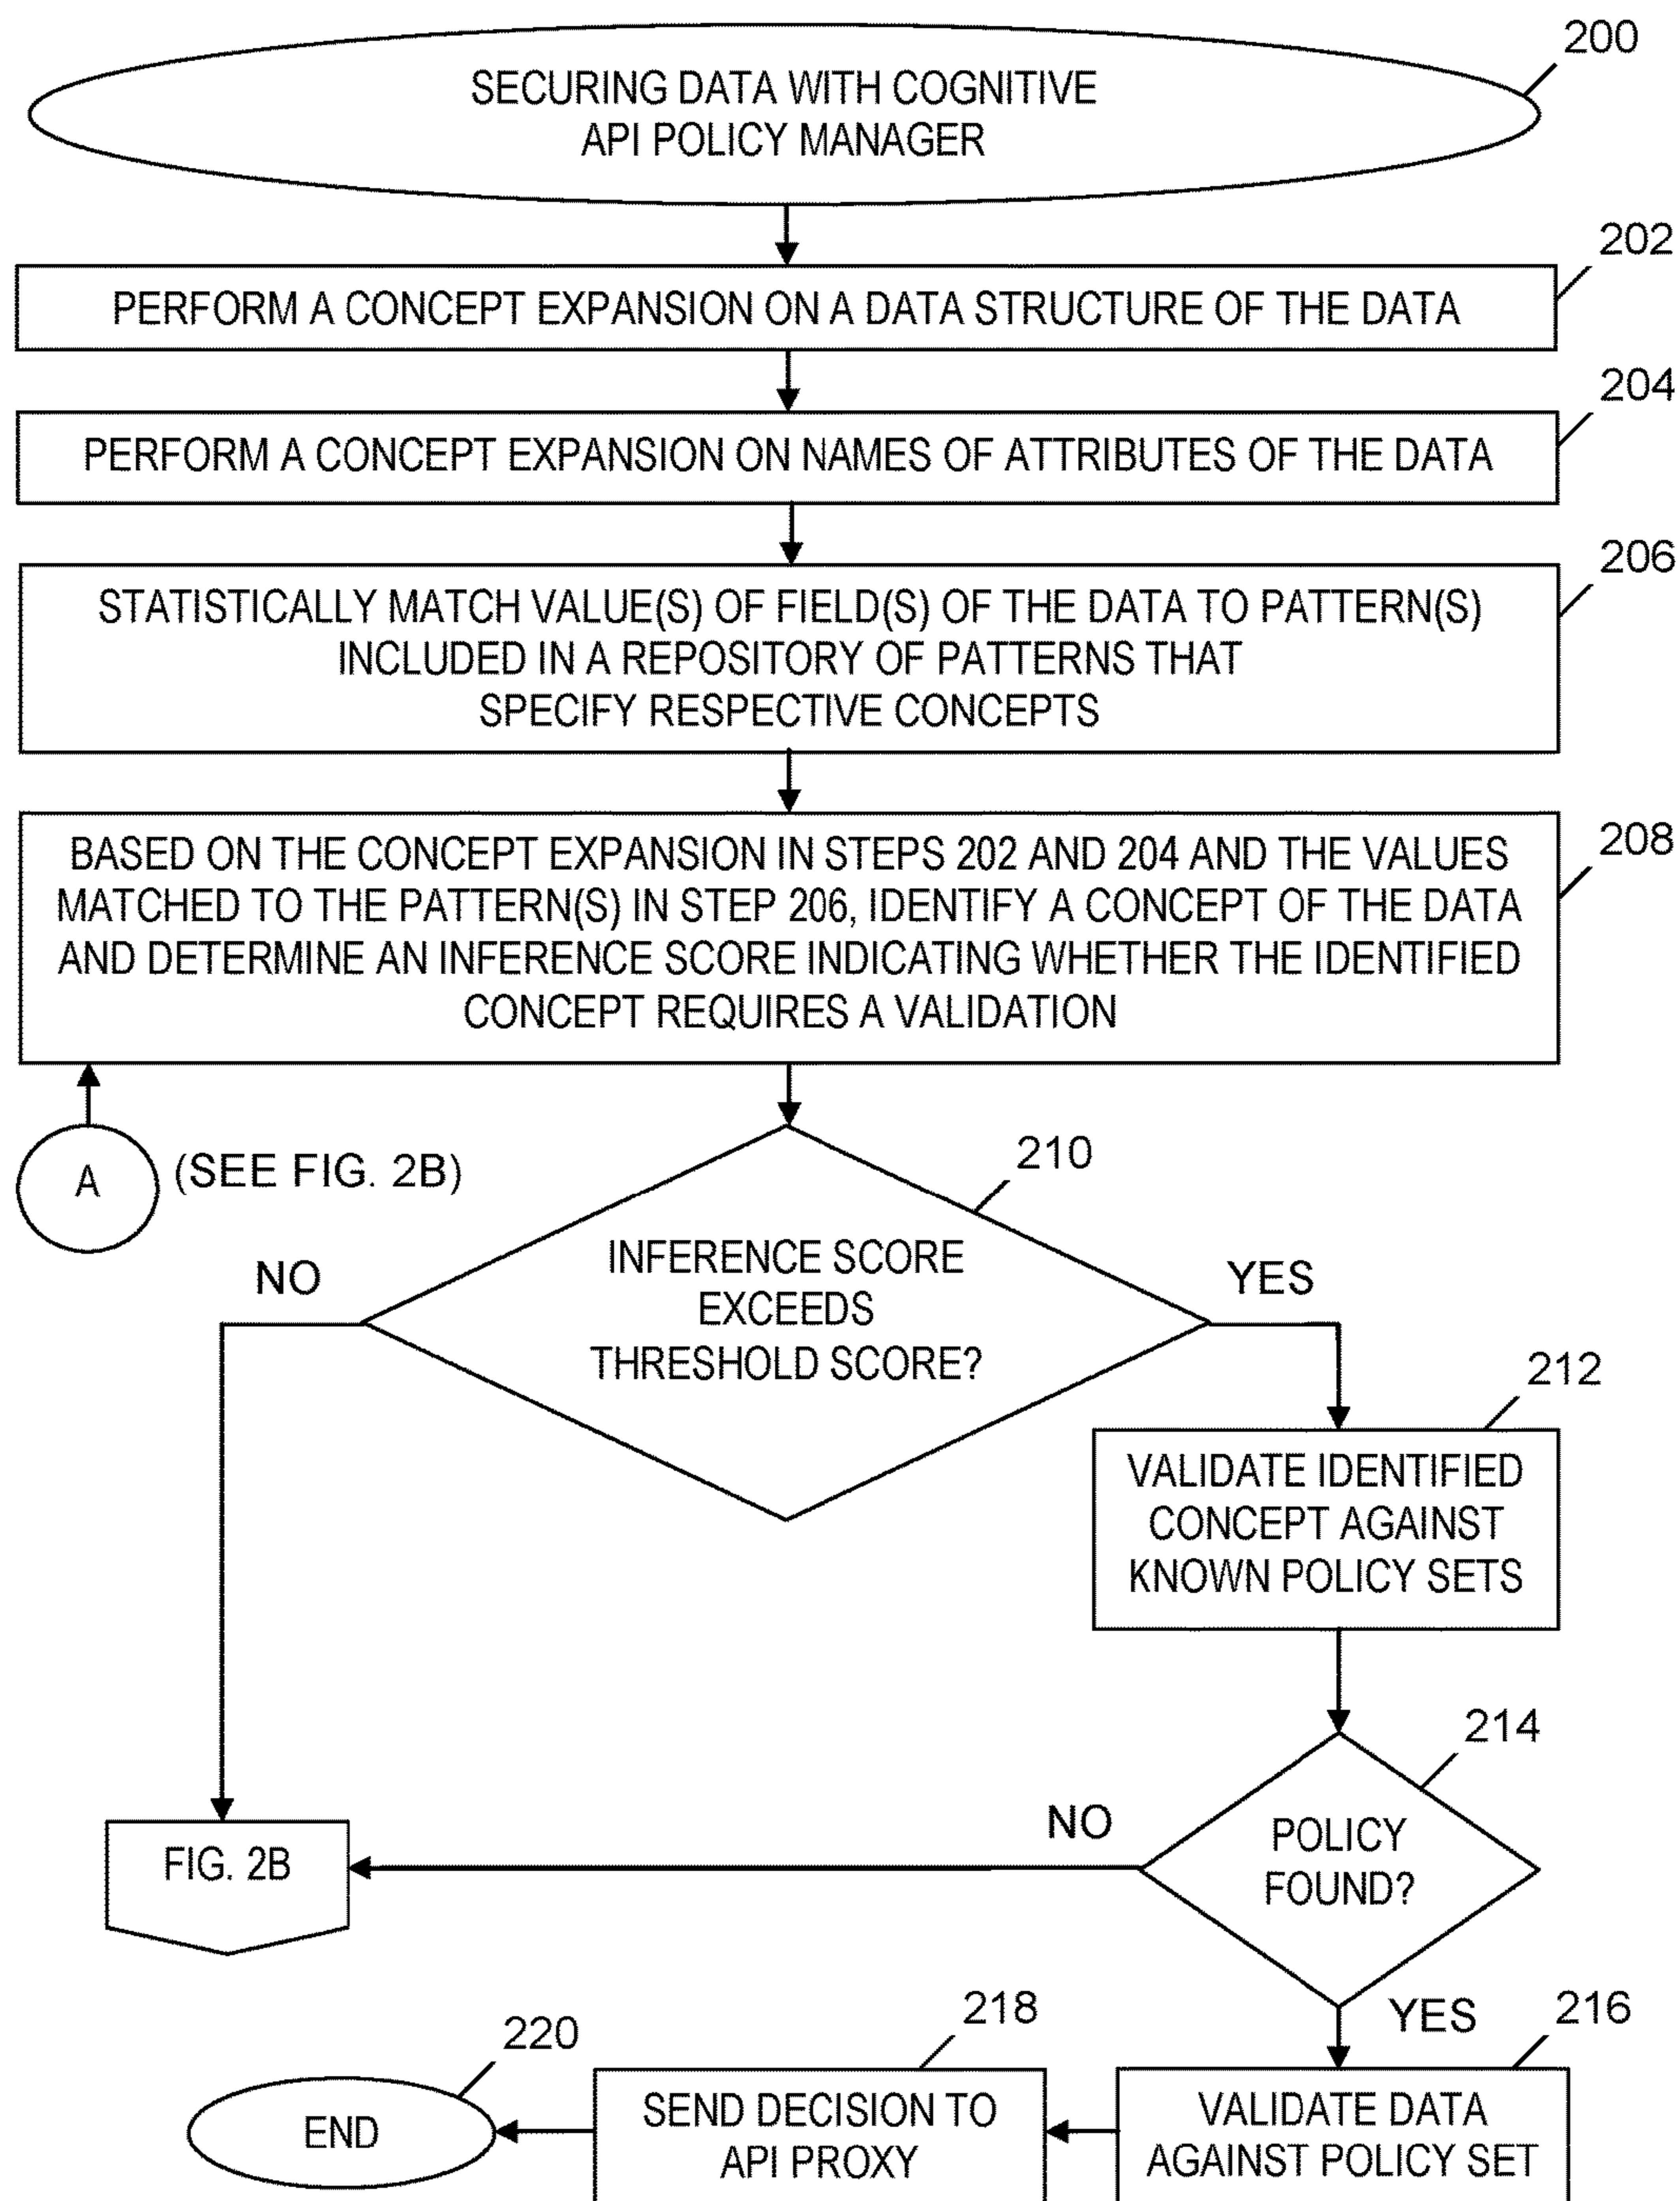 200
SECURING DATA WITH COGNITIVE
API POLICY MANAGER
202
PERFORM A CONCEPT EXPANSION ON A DATA STRUCTURE OF THE DATA
204
PERFORM A CONCEPT EXPANSION ON NAMES OF ATTRIBUTES OF THE DATA
206
STATISTICALLY MATCH VALUE(S) OF FIELD(S) OF THE DATA TO PATTERN(S)
INCLUDED IN A REPOSITORY OF PATTERNS THAT
SPECIFY RESPECTIVE CONCEPTS
208
BASED ON THE CONCEPT EXPANSION IN STEPS 202 AND 204 AND THE VALUES
MATCHED TO THE PATTERN(S) IN STEP 206, IDENTIFY A CONCEPT OF THE DATA
AND DETERMINE AN INFERENCE SCORE INDICATING WHETHER THE IDENTIFIED
CONCEPT REQUIRES A VALIDATION
A
(SEE FIG. 2B)
210
INFERENCE SCORE
EXCEEDS
THRESHOLD SCORE?
NO
YES
212
VALIDATE IDENTIFIED
CONCEPT AGAINST
KNOWN POLICY SETS
214
POLICY
FOUND?
NO
FIG. 2B
YES
216
VALIDATE DATA
AGAINST POLICY SET
218
SEND DECISION TO
API PROXY
220
END